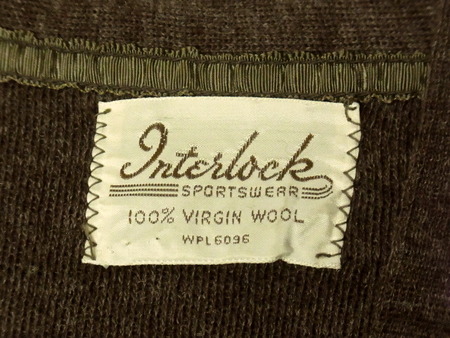 Interlock
SPORTSWEAR
100% VIRGIN WOOL
WPL6096